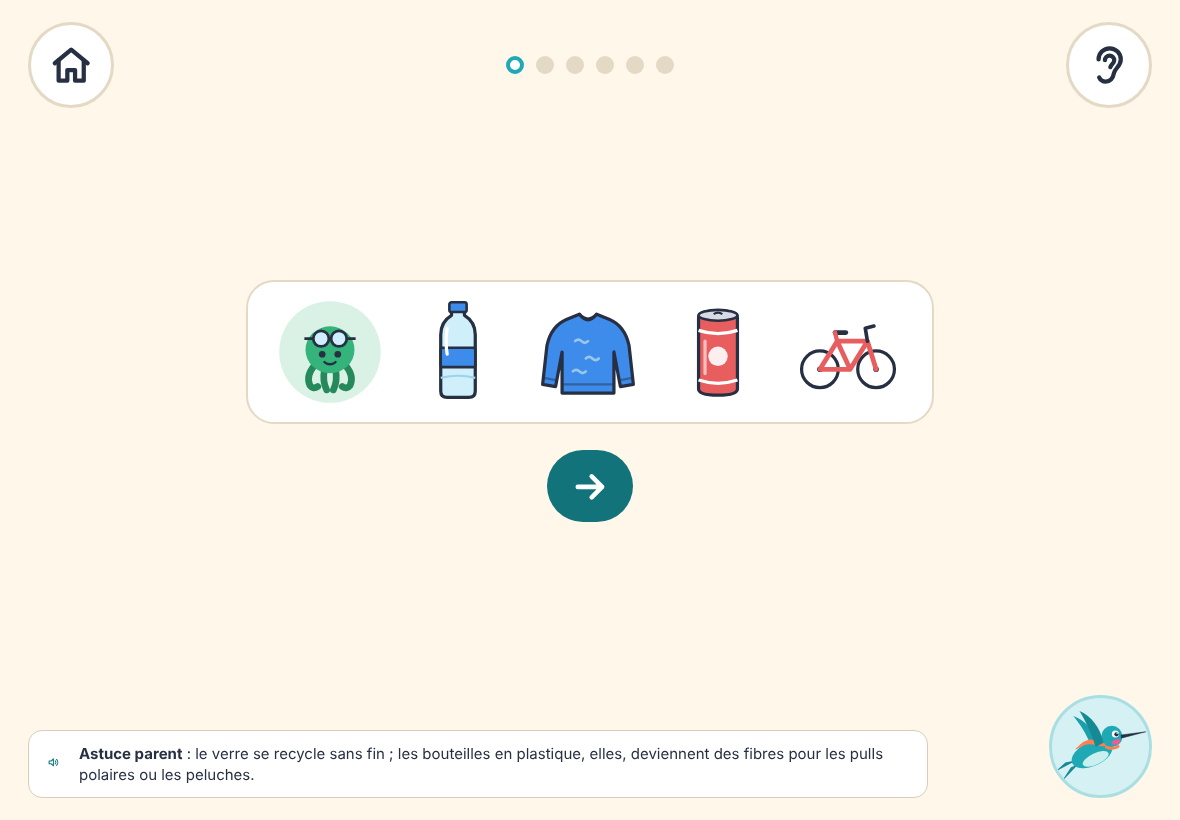 Astuce parent : le verre se recycle sans fin ; les bouteilles en plastique, elles, deviennent des fibres pour les pulls
polaires ou les peluches.